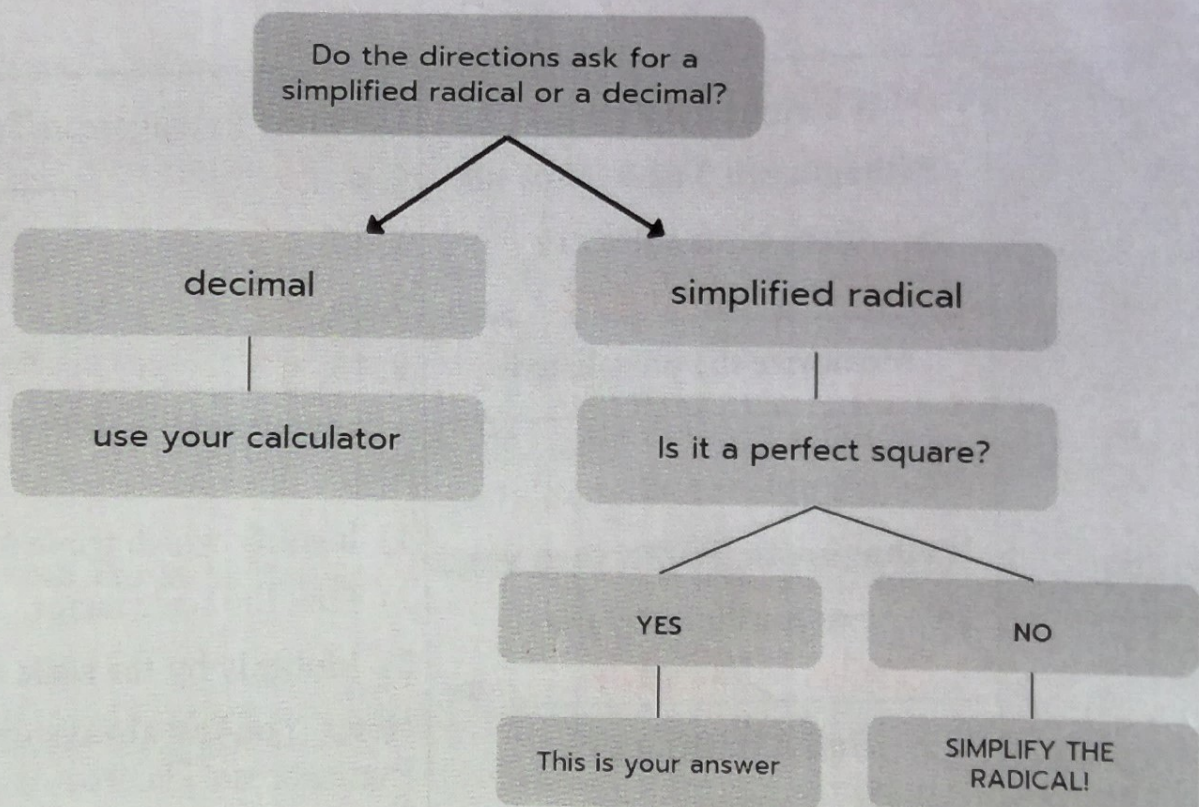 Do the directions ask for a
simplified radical or a decimal?
decimal
simplified radical
use your calculator
Is it a perfect square?
YES
NO
This is your answer
SIMPLIFY THE
RADICAL!